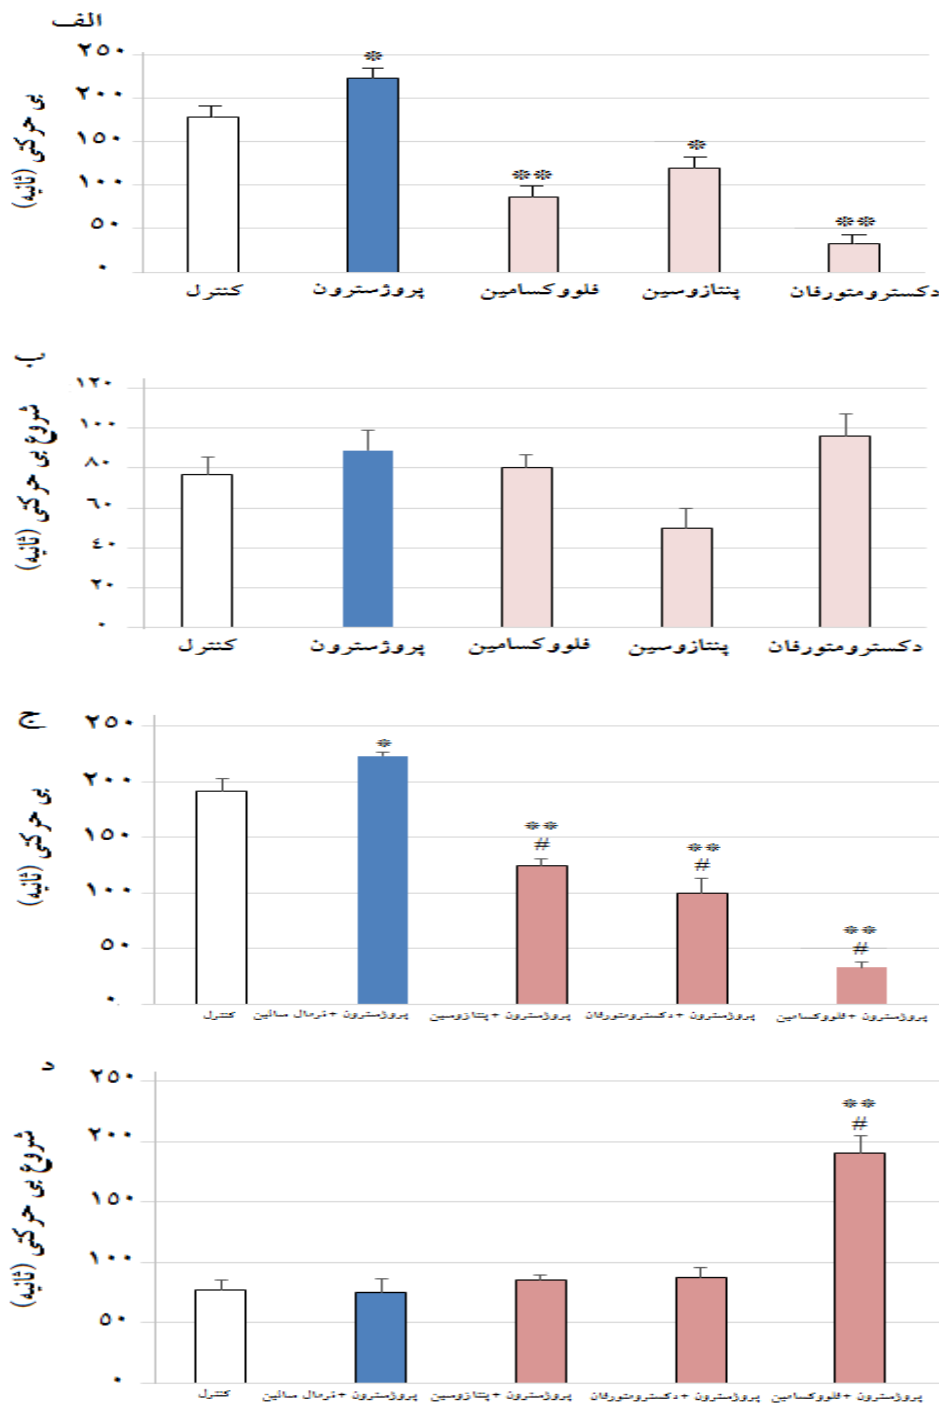 الف
۲۵۰
۲۰۰
۱۵۰
۱۰۰
۵۰
۰
بی حرکتی (ثانیه)
*
**
*
**
کنترل
پروژسترون
فلووکسامین
پنتازوسین
دکسترومتورفان
ب)
۱۲۰
۱۰۰
۸۰
۶۰
۴۰
۲۰
۰
شروع بی حرکتی (ثانیه)
کنترل
پروژسترون
فلووکسامین
پنتازوسین
دکسترومتورفان
ج)
۲۵۰
۲۰۰
۱۵۰
۱۰۰
۵۰
۰
بی حرکتی (ثانیه)
*
**
#
**
#
**
#
کنترل
پروژسترون + نرمال سالین
پروژسترون + پنتازوسین
پروژسترون + دکسترومتورفان
پروژسترون + فلووکسامین
د
۲۵۰
۲۰۰
۱۵۰
۱۰۰
۵۰
۰
شروع بی حرکتی (ثانیه)
**
#
کنترل
پروژسترون + نرمال سالین
پروژسترون + پنتازوسین
پروژسترون + دکسترومتورفان
پروژسترون + فلووکسامین